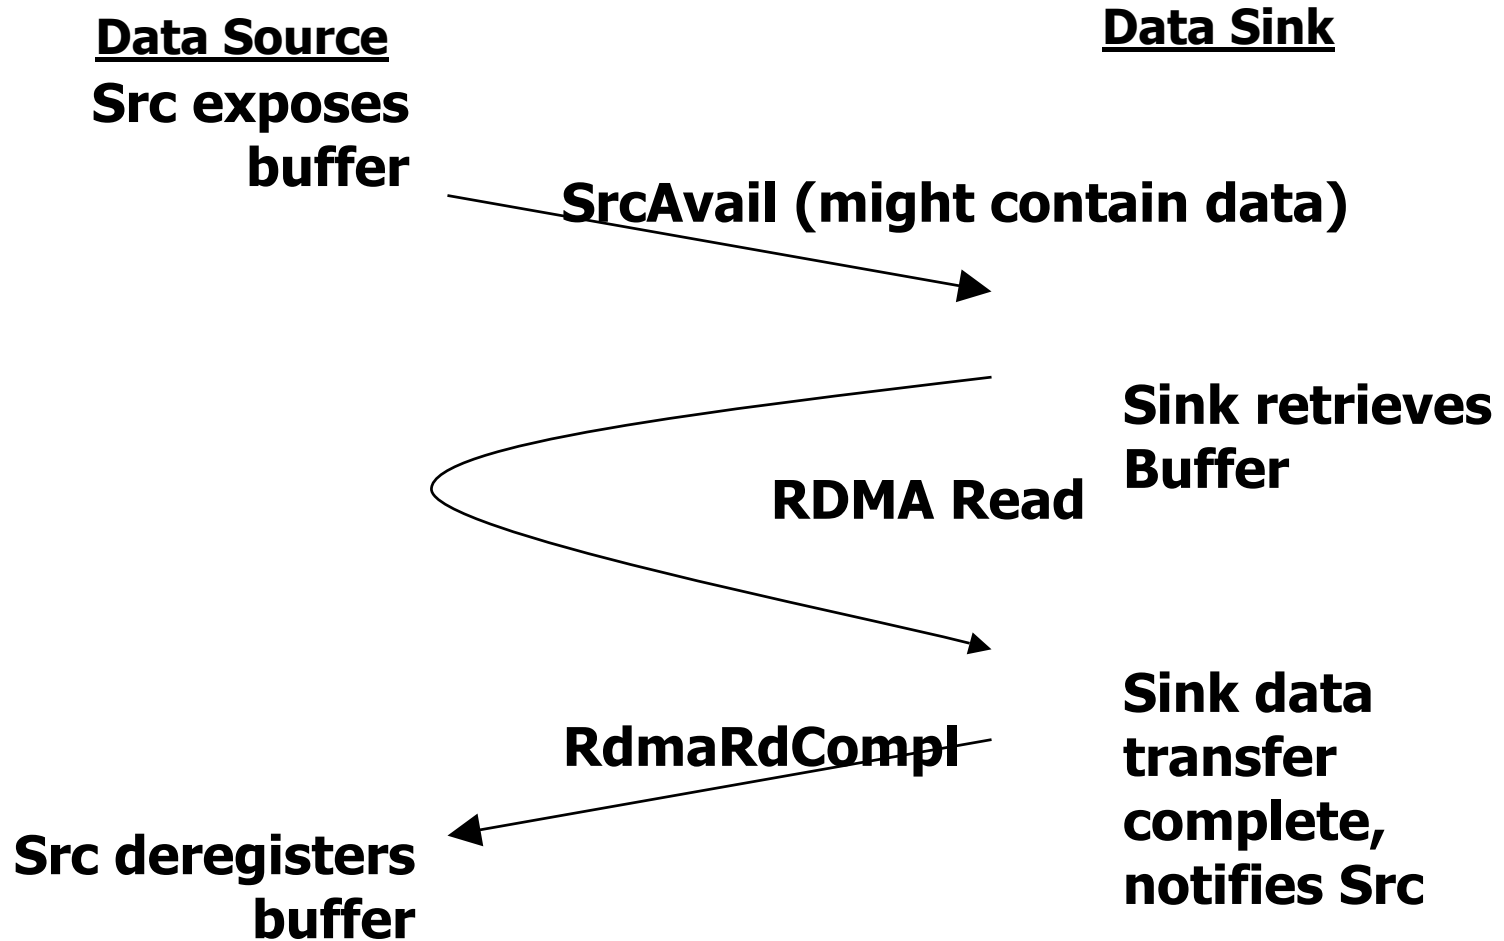 Data Source
Data Sink
Src exposes
buffer
SrcAvail (might contain data)
Sink retrieves
Buffer
RDMA Read
Sink data
transfer
complete,
notifies Src
RdmaRdCompl
Src deregisters
buffer